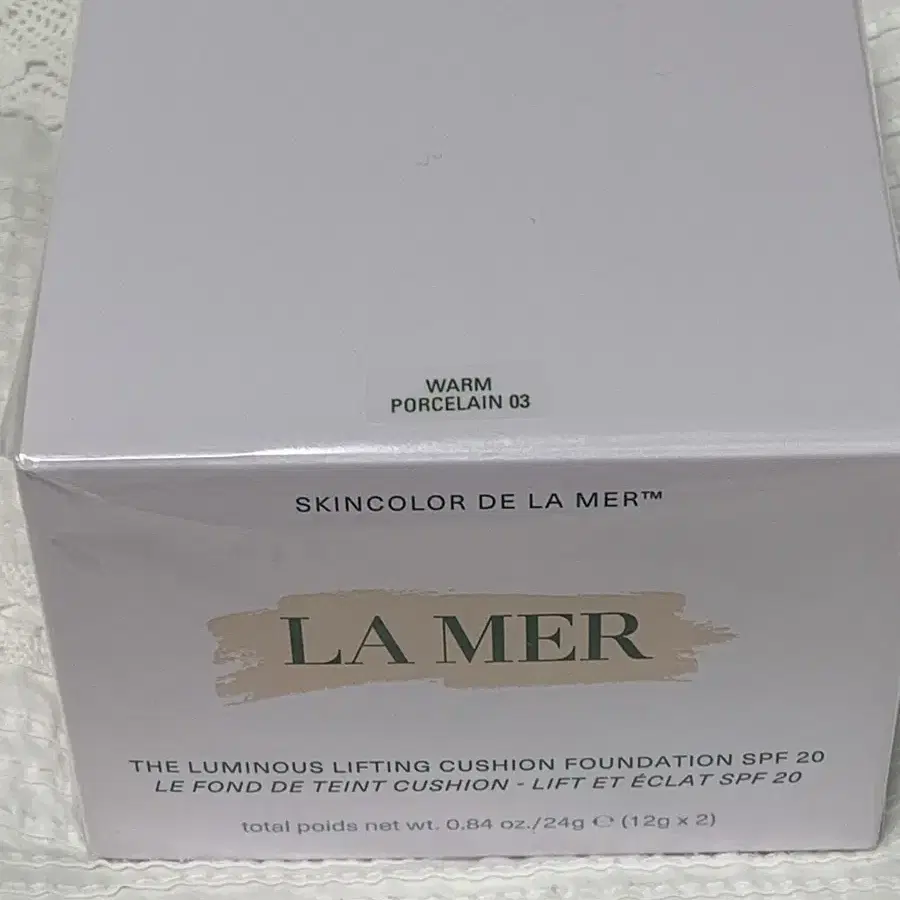 WARM
PORCELAIN 03
SKINCOLOR DE LA MER™
LA MER
THE LUMINOUS LIFTING CUSHION FOUNDATION SPF 20
LE FOND DE TEINT CUSHION - LIFT ET ÉCLAT SPF 20
total poids net wt. 0.84 oz./24g ℮ (12g x 2)